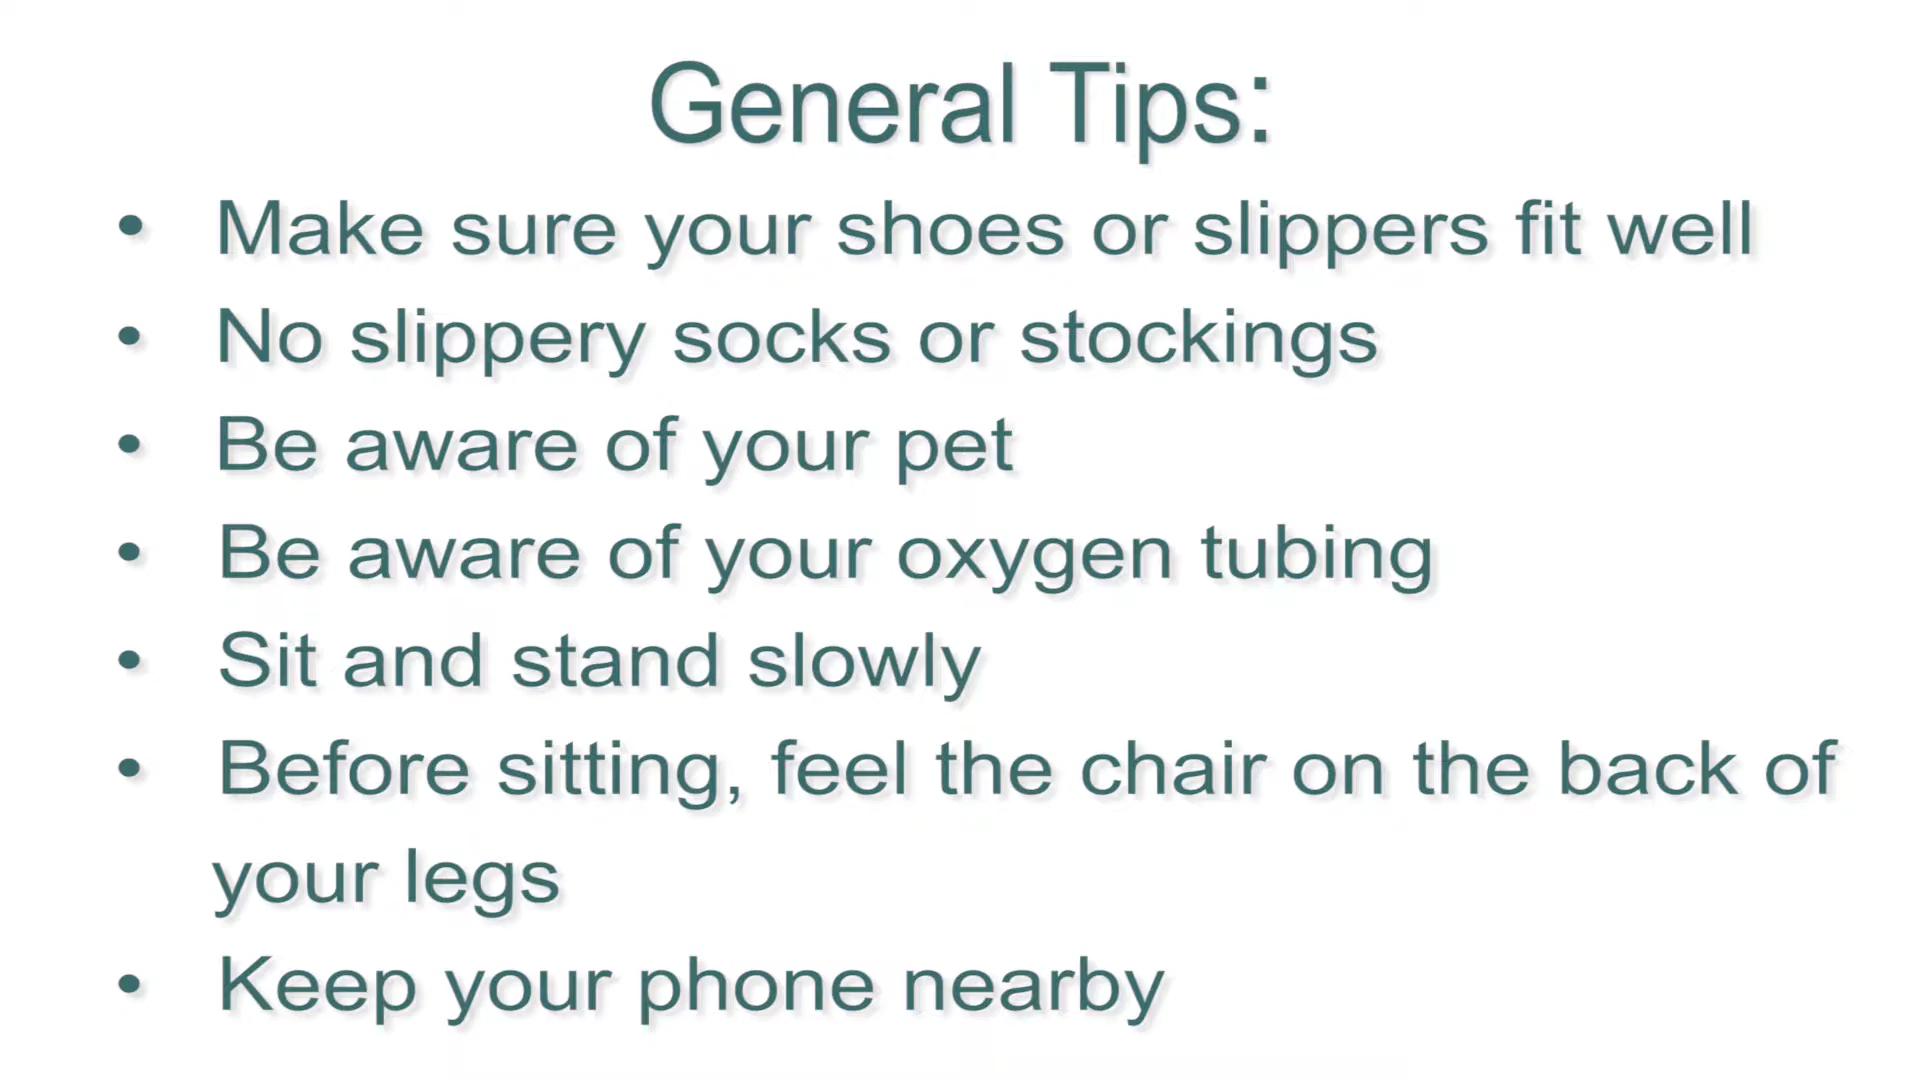 General Tips:
• Make sure your shoes or slippers fit well
• No slippery socks or stockings
• Be aware of your pet
• Be aware of your oxygen tubing
• Sit and stand slowly
• Before sitting, feel the chair on the back of
your legs
• Keep your phone nearby